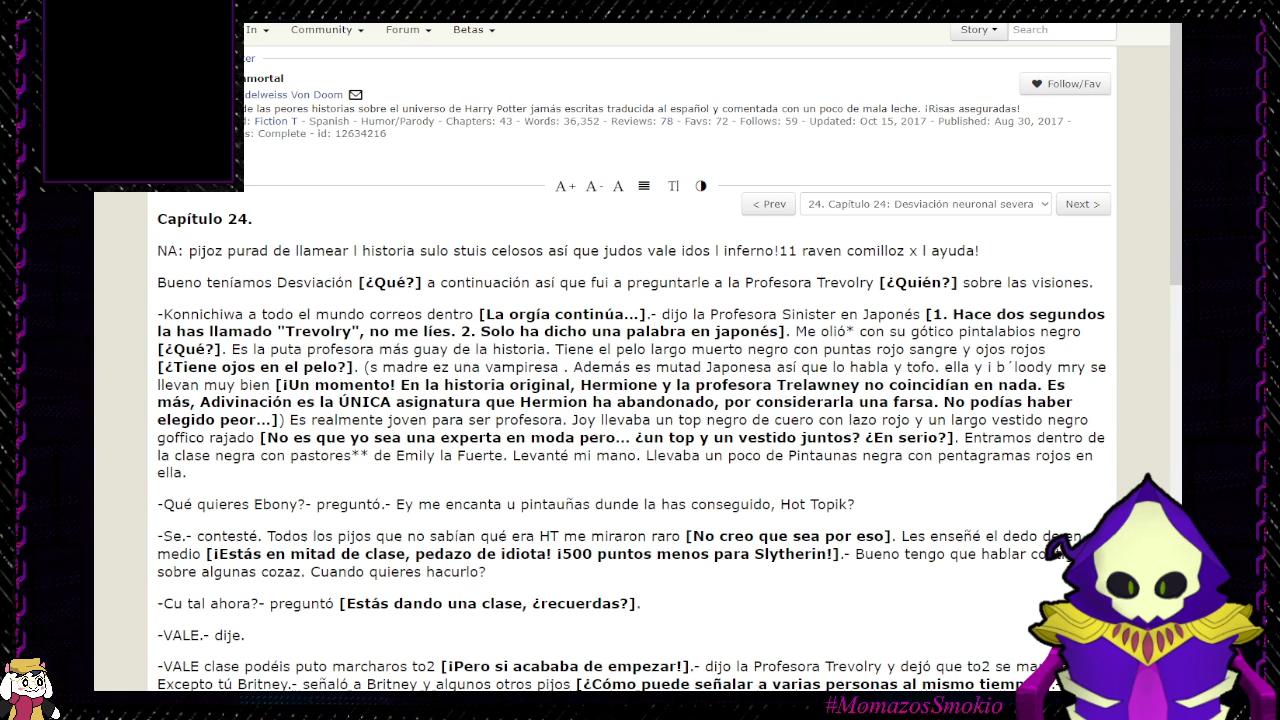 In Community Forum Betas Story Search
ter
nmortal Follow/Fav
delweiss Von Doom
de las peores historias sobre el universo de Harry Potter jamás escritas traducida al español y comentada con un poco de mala leche. ¡Risas aseguradas!
d: Fiction T - Spanish - Humor/Parody - Chapters: 43 - Words: 36,352 - Reviews: 78 - Favs: 72 - Follows: 59 - Updated: Oct 15, 2017 - Published: Aug 30, 2017 -
s: Complete - id: 12634216
A + A - A
< Prev 24. Capítulo 24: Desviación neuronal severa Next >
Capítulo 24.
NA: pijoz purad de llamear l historia sulo stuis celosos así que judos vale idos l inferno!11 raven comilloz x l ayuda!
Bueno teníamos Desviación [¿Qué?] a continuación así que fui a preguntarle a la Profesora Trevolry [¿Quién?] sobre las visiones.
-Konnichiwa a todo el mundo correos dentro [La orgía continúa...].- dijo la Profesora Sinister en Japonés [1. Hace dos segundos
la has llamado "Trevolry", no me líes. 2. Solo ha dicho una palabra en japonés]. Me olió* con su gótico pintalabios negro
[¿Qué?]. Es la puta profesora más guay de la historia. Tiene el pelo largo muerto negro con puntas rojo sangre y ojos rojos
[¿Tiene ojos en el pelo?]. (s madre ez una vampiresa . Además es mutad Japonesa así que lo habla y tofo. ella y i b´loody mry se
llevan muy bien [¡Un momento! En la historia original, Hermione y la profesora Trelawney no coincidían en nada. Es
más, Adivinación es la ÚNICA asignatura que Hermion ha abandonado, por considerarla una farsa. No podías haber
elegido peor...]) Es realmente joven para ser profesora. Joy llevaba un top negro de cuero con lazo rojo y un largo vestido negro
goffico rajado [No es que yo sea una experta en moda pero... ¿un top y un vestido juntos? ¿En serio?]. Entramos dentro de
la clase negra con pastores** de Emily la Fuerte. Levanté mi mano. Llevaba un poco de Pintaunas negra con pentagramas rojos en
ella.
-Qué quieres Ebony?- preguntó.- Ey me encanta u pintauñas dunde la has conseguido, Hot Topik?
-Se.- contesté. Todos los pijos que no sabían qué era HT me miraron raro [No creo que sea por eso]. Les enseñé el dedo de en
medio [¡Estás en mitad de clase, pedazo de idiota! ¡500 puntos menos para Slytherin!].- Bueno tengo que hablar
sobre algunas cozaz. Cuando quieres hacurlo?
-Cu tal ahora?- preguntó [Estás dando una clase, ¿recuerdas?].
-VALE.- dije.
-VALE clase podéis puto marcharos to2 [¡Pero si acababa de empezar!].- dijo la Profesora Trevolry y dejó que to2 se
Excepto tú Britney.- señaló a Britney y algunos otros pijos [¿Cómo puede señalar a varias personas al mismo
#MomazosSmokio